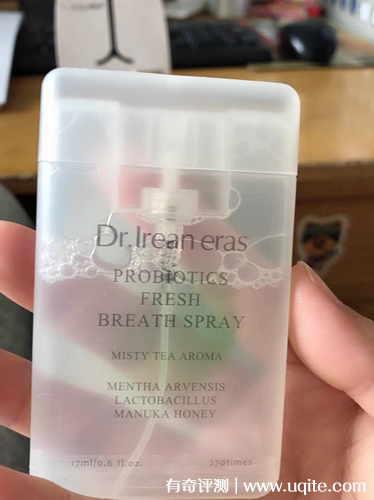 Dr.Irean eras
PROBIOTICS
FRESH
BREATH SPRAY
MISTY TEA AROMA
MENTHA ARVENSIS
LACTOBACILLUS
MANUKA HONEY
17ml/0.6 fl.oz. 270times
有奇评测 | www.uqite.com